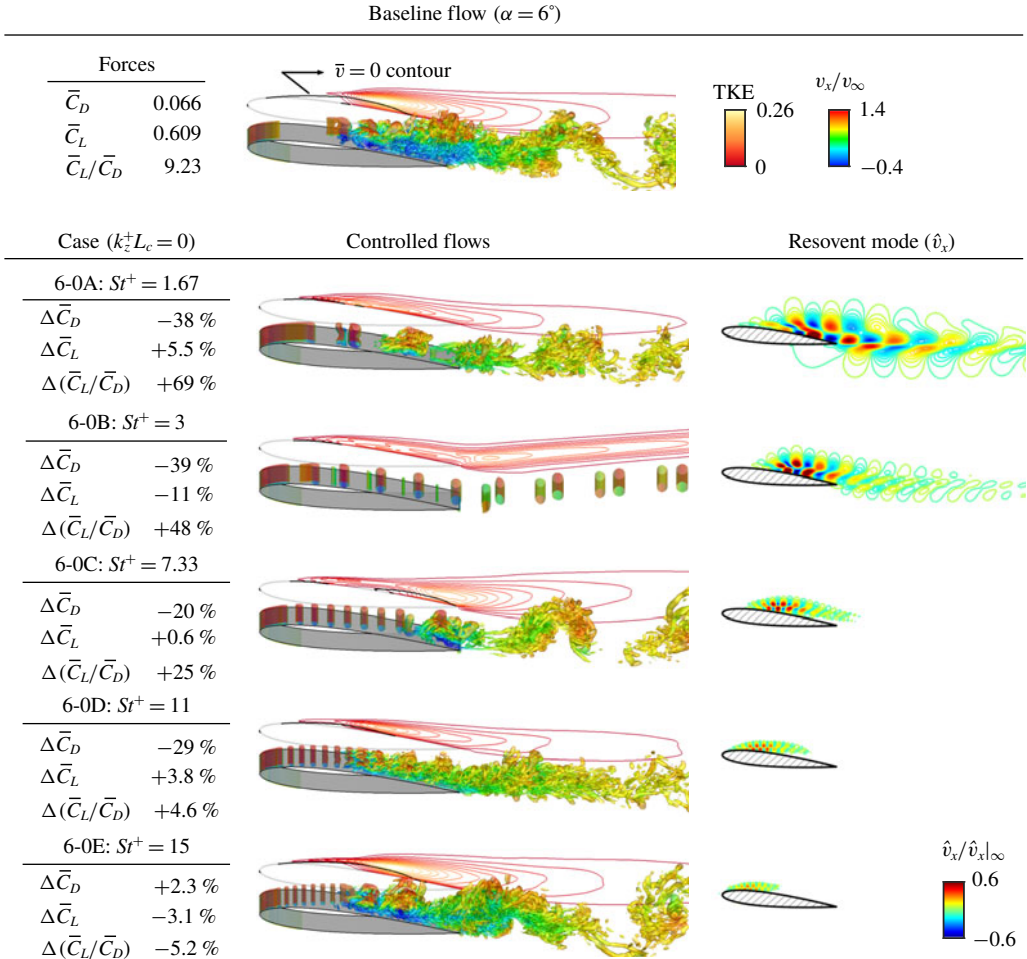 Baseline flow (α = 6°)
Forces
C̅_D 0.066
C̅_L 0.609
C̅_L/C̅_D 9.23
v̅ = 0 contour
TKE
0.26
0
v_x/v_∞
1.4
−0.4
Case (k_z^+ L_c = 0) Controlled flows Resovent mode (v̂_x)
6-0A: St^+ = 1.67
ΔC̅_D −38 %
ΔC̅_L +5.5 %
Δ(C̅_L/C̅_D) +69 %
6-0B: St^+ = 3
ΔC̅_D −39 %
ΔC̅_L −11 %
Δ(C̅_L/C̅_D) +48 %
6-0C: St^+ = 7.33
ΔC̅_D −20 %
ΔC̅_L +0.6 %
Δ(C̅_L/C̅_D) +25 %
6-0D: St^+ = 11
ΔC̅_D −29 %
ΔC̅_L +3.8 %
Δ(C̅_L/C̅_D) +4.6 %
6-0E: St^+ = 15
ΔC̅_D +2.3 %
ΔC̅_L −3.1 %
Δ(C̅_L/C̅_D) −5.2 %
v̂_x/v̂_x|_∞
0.6
−0.6